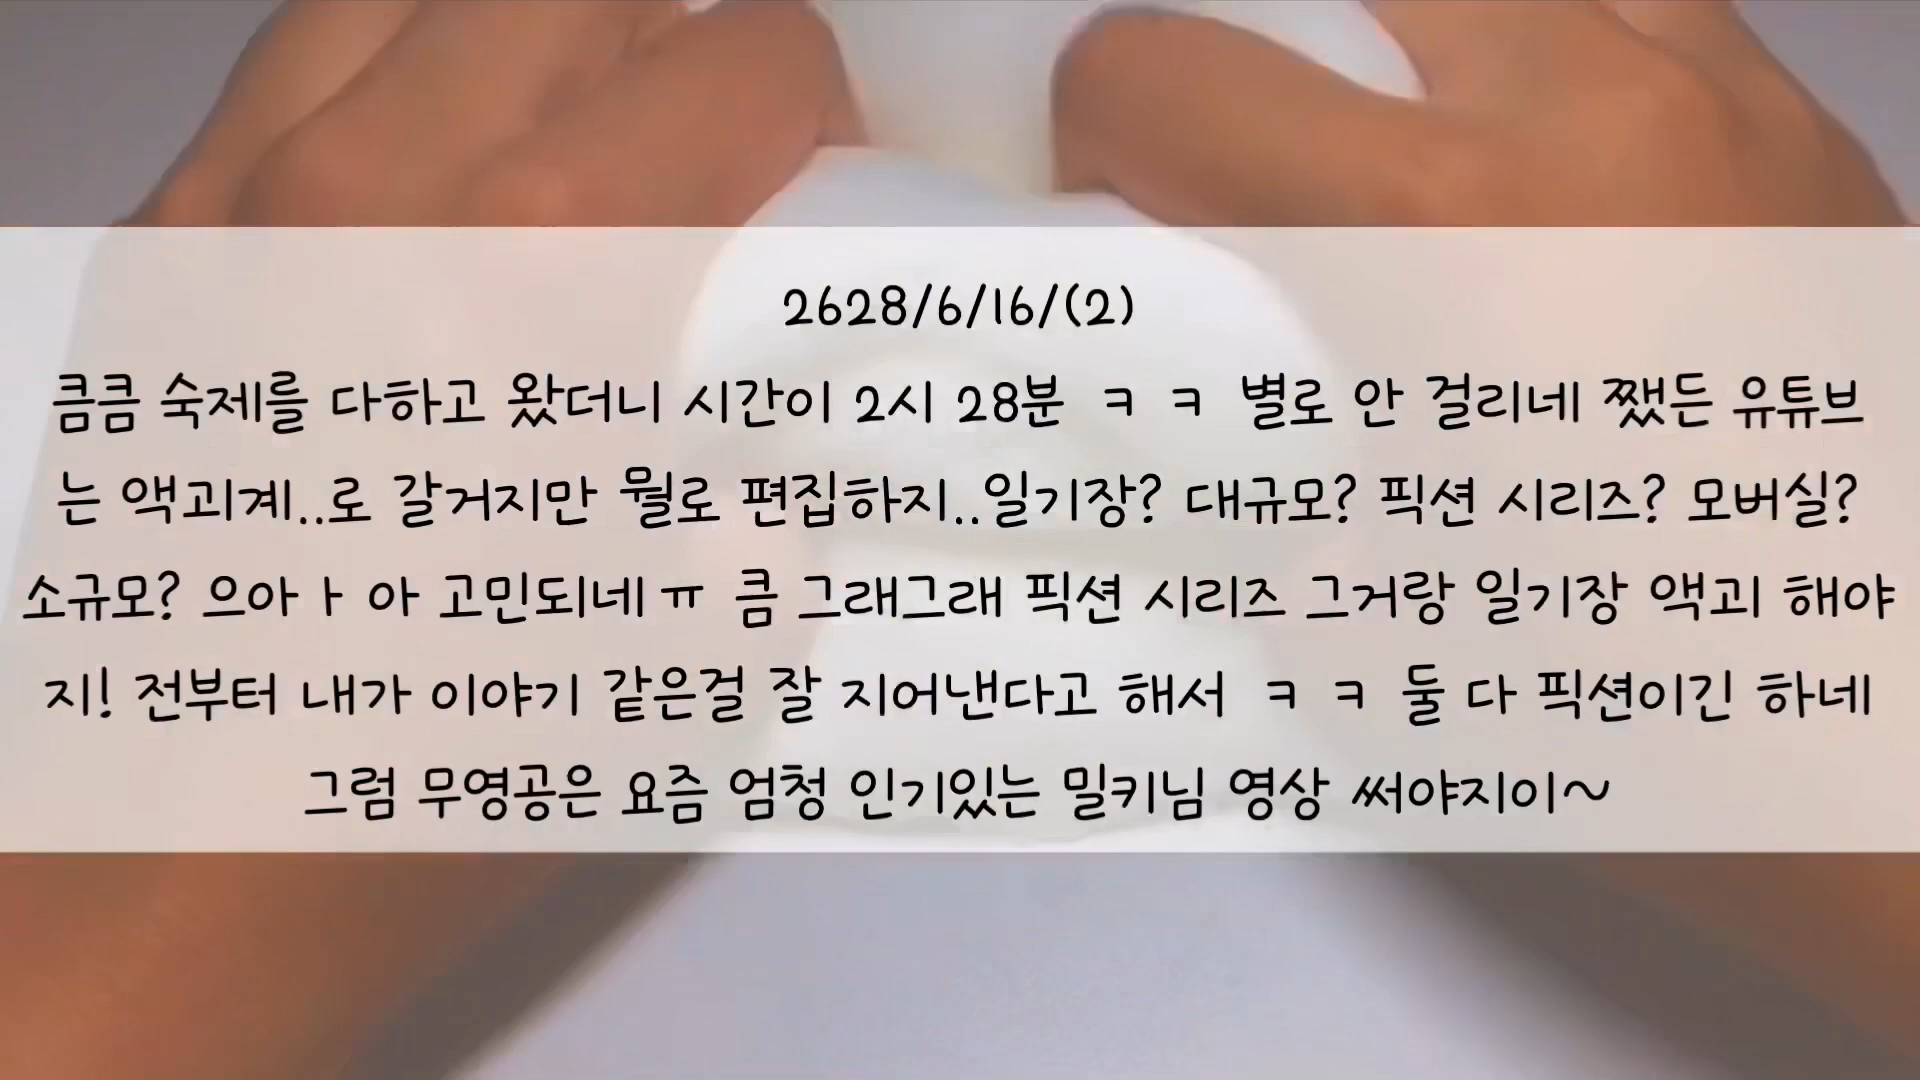 2628/6/16/(2)
큼큼 숙제를 다하고 왔더니 시간이 2시 28분 ㅋ ㅋ 별로 안 걸리네 쨌든 유튜브
는 액괴계..로 갈거지만 뭘로 편집하지..일기장? 대규모? 픽션 시리즈? 모버실?
소규모? 으아ㅏ아 고민되네ㅠ 큼 그래그래 픽션 시리즈 그거랑 일기장 액괴 해야
지! 전부터 내가 이야기 같은걸 잘 지어낸다고 해서 ㅋ ㅋ 둘 다 픽션이긴 하네
그럼 무영공은 요즘 엄청 인기있는 밀키님 영상 써야지이~